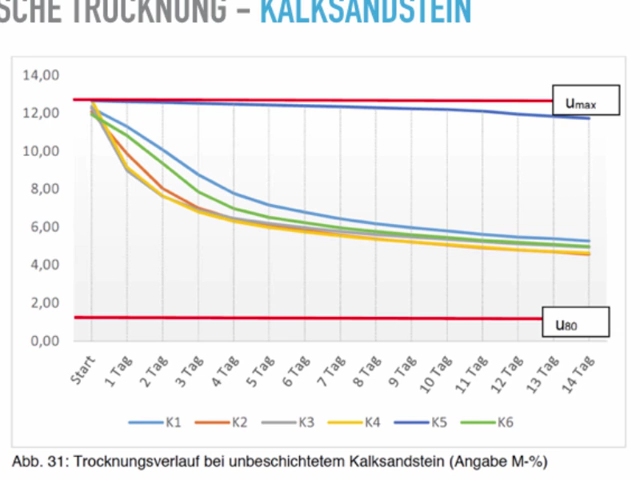 SCHE TROCKNUNG – KALKSANDSTEIN
14,00
12,00
10,00
8,00
6,00
4,00
2,00
0,00
umax
u80
Start
1 Tag
2 Tag
3 Tag
4 Tag
5 Tag
6 Tag
7 Tag
8 Tag
9 Tag
10 Tag
11 Tag
12 Tag
13 Tag
14 Tag
K1 K2 K3 K4 K5 K6
Abb. 31: Trocknungsverlauf bei unbeschichtetem Kalksandstein (Angabe M-%)